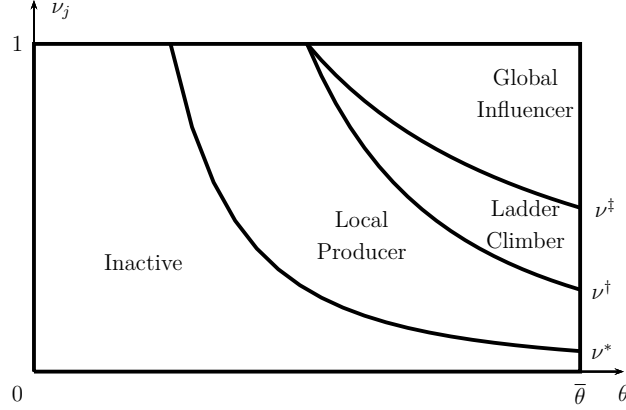 ν_j
1
Global
Influencer
Ladder
Climber
ν‡
Local
Producer
Inactive
ν†
ν*
0
θ̅
θ